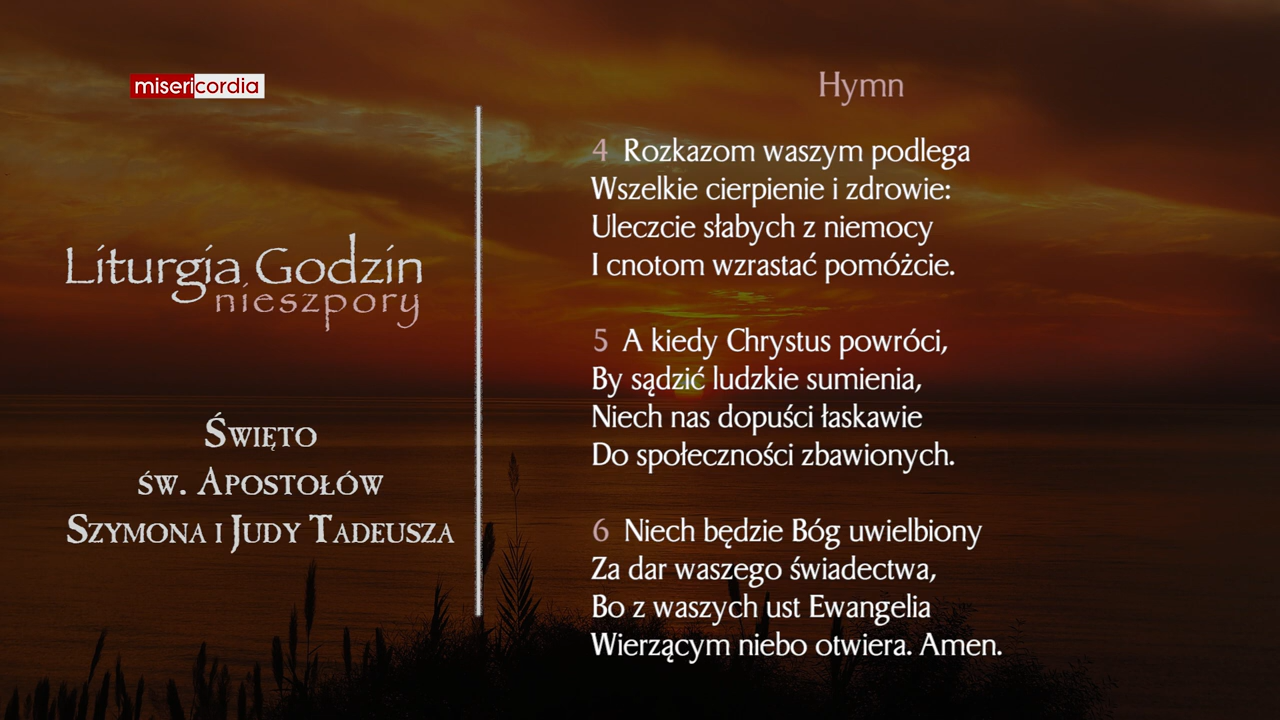 misericordia
Liturgia Godzin
nieszpory
Święto
św. Apostołów
Szymona i Judy Tadeusza
Hymn
4 Rozkazom waszym podlega
Wszelkie cierpienie i zdrowie:
Uleczcie słabych z niemocy
I cnotom wzrastać pomóżcie.
5 A kiedy Chrystus powróci,
By sądzić ludzkie sumienia,
Niech nas dopuści łaskawie
Do społeczności zbawionych.
6 Niech będzie Bóg uwielbiony
Za dar waszego świadectwa,
Bo z waszych ust Ewangelia
Wierzącym niebo otwiera. Amen.